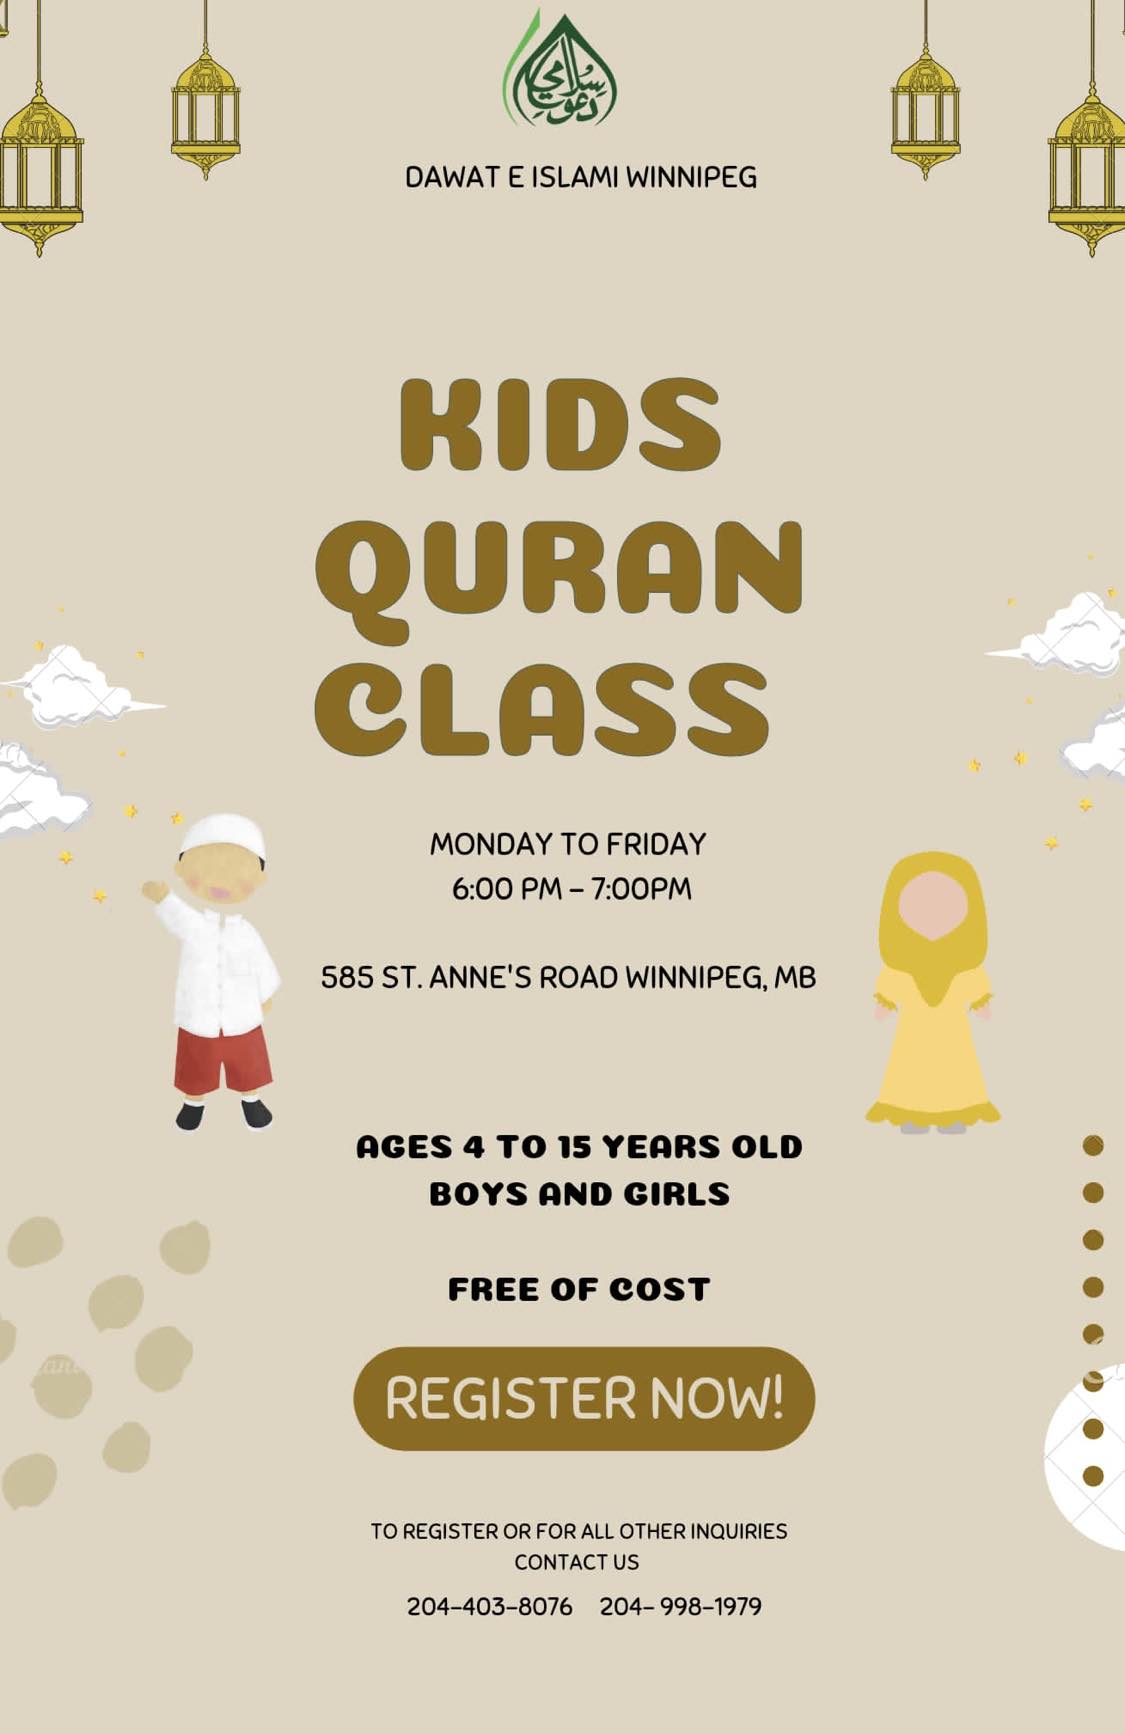 دعوتِ اسلامی
DAWAT E ISLAMI WINNIPEG
KIDS
QURAN
CLASS
MONDAY TO FRIDAY
6:00 PM – 7:00PM
585 ST. ANNE'S ROAD WINNIPEG, MB
AGES 4 TO 15 YEARS OLD
BOYS AND GIRLS
FREE OF COST
REGISTER NOW!
TO REGISTER OR FOR ALL OTHER INQUIRIES
CONTACT US
204-403-8076 204- 998-1979